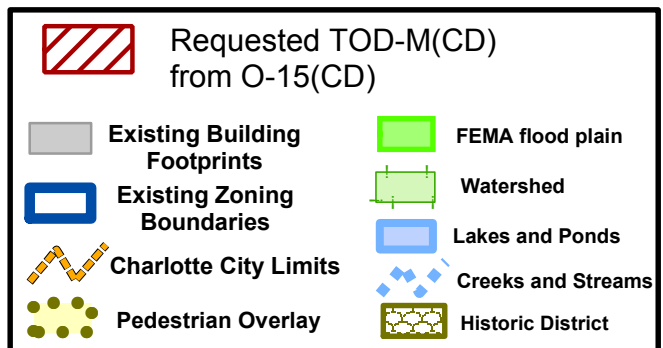 Requested TOD-M(CD)
from O-15(CD)
Existing Building
Footprints
Existing Zoning
Boundaries
Charlotte City Limits
Pedestrian Overlay
FEMA flood plain
Watershed
Lakes and Ponds
Creeks and Streams
Historic District